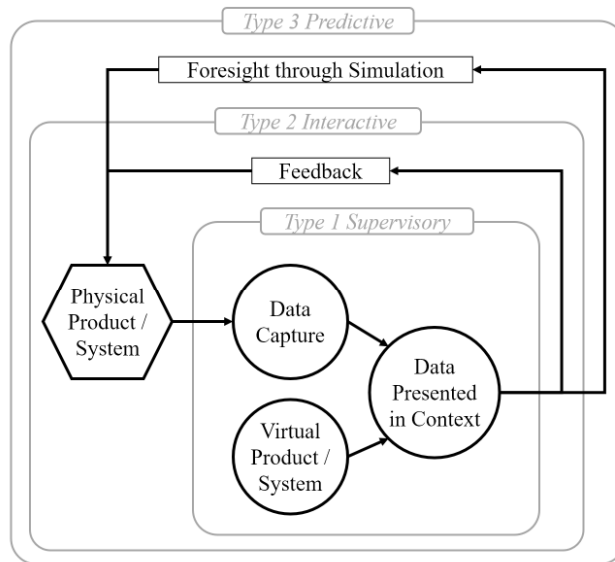 Type 3 Predictive
Foresight through Simulation
Type 2 Interactive
Feedback
Type 1 Supervisory
Physical
Product /
System
Data
Capture
Data
Presented
in Context
Virtual
Product /
System